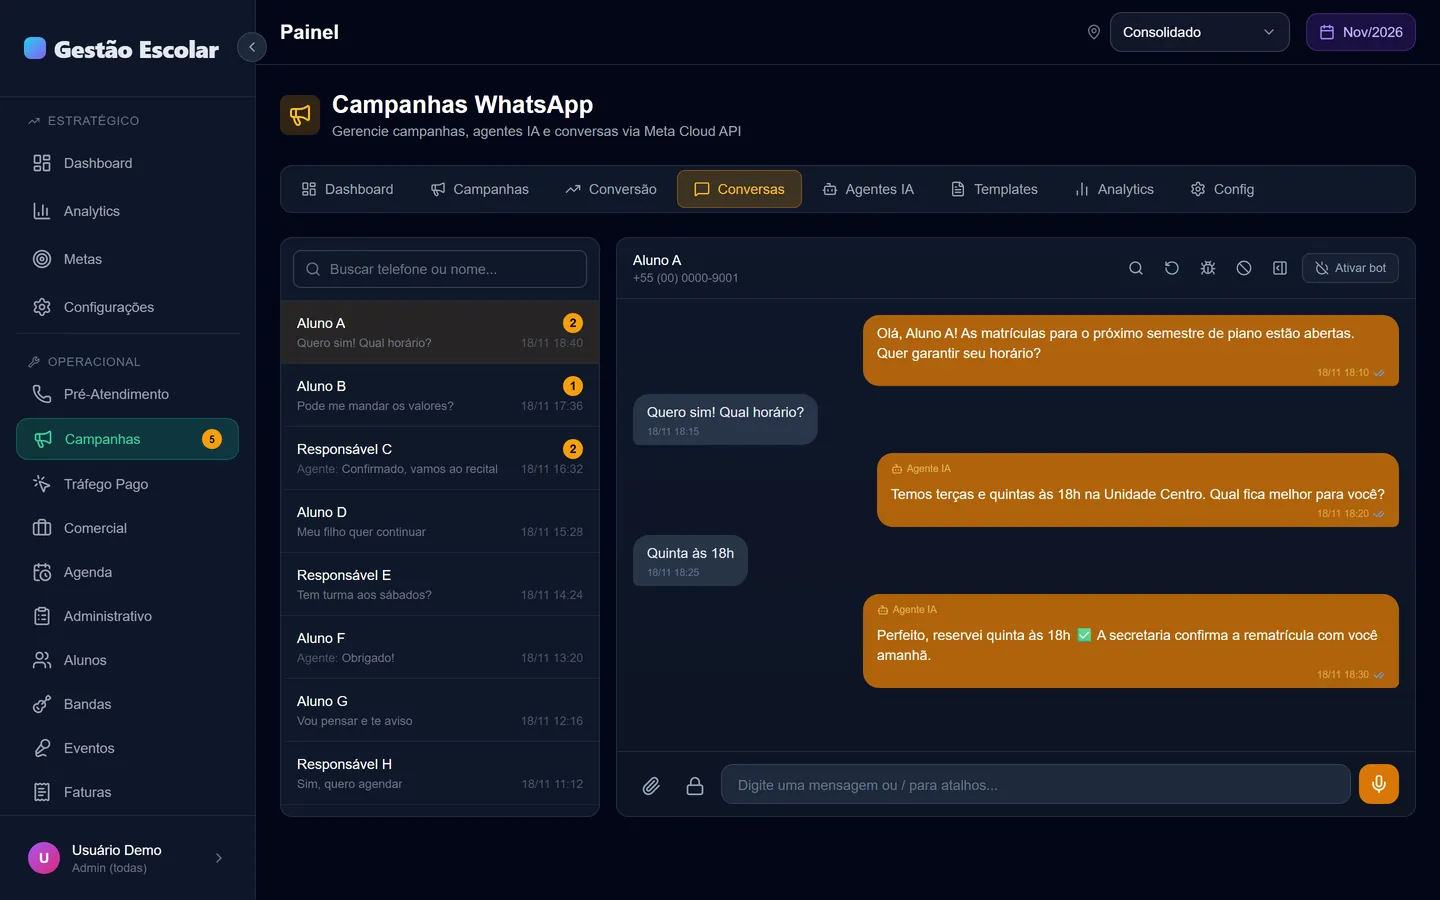 Gestão Escolar
ESTRATÉGICO
Dashboard
Analytics
Metas
Configurações
OPERACIONAL
Pré-Atendimento
Campanhas
5
Tráfego Pago
Comercial
Agenda
Administrativo
Alunos
Bandas
Eventos
Faturas
U
Usuário Demo
Admin (todas)
Painel
Consolidado
Nov/2026
Campanhas WhatsApp
Gerencie campanhas, agentes IA e conversas via Meta Cloud API
Dashboard
Campanhas
Conversão
Conversas
Agentes IA
Templates
Analytics
Config
Buscar telefone ou nome...
Aluno A
2
Quero sim! Qual horário?
18/11 18:40
Aluno B
1
Pode me mandar os valores?
18/11 17:36
Responsável C
2
Agente: Confirmado, vamos ao recital
18/11 16:32
Aluno D
Meu filho quer continuar
18/11 15:28
Responsável E
Tem turma aos sábados?
18/11 14:24
Aluno F
Agente: Obrigado!
18/11 13:20
Aluno G
Vou pensar e te aviso
18/11 12:16
Responsável H
Sim, quero agendar
18/11 11:12
Aluno A
+55 (00) 0000-9001
Ativar bot
Olá, Aluno A! As matrículas para o próximo semestre de piano estão abertas.
Quer garantir seu horário?
18/11 18:10
Quero sim! Qual horário?
18/11 18:15
Agente IA
Temos terças e quintas às 18h na Unidade Centro. Qual fica melhor para você?
18/11 18:20
Quinta às 18h
18/11 18:25
Agente IA
Perfeito, reservei quinta às 18h ✅ A secretaria confirma a rematrícula com você
amanhã.
18/11 18:30
Digite uma mensagem ou / para atalhos...